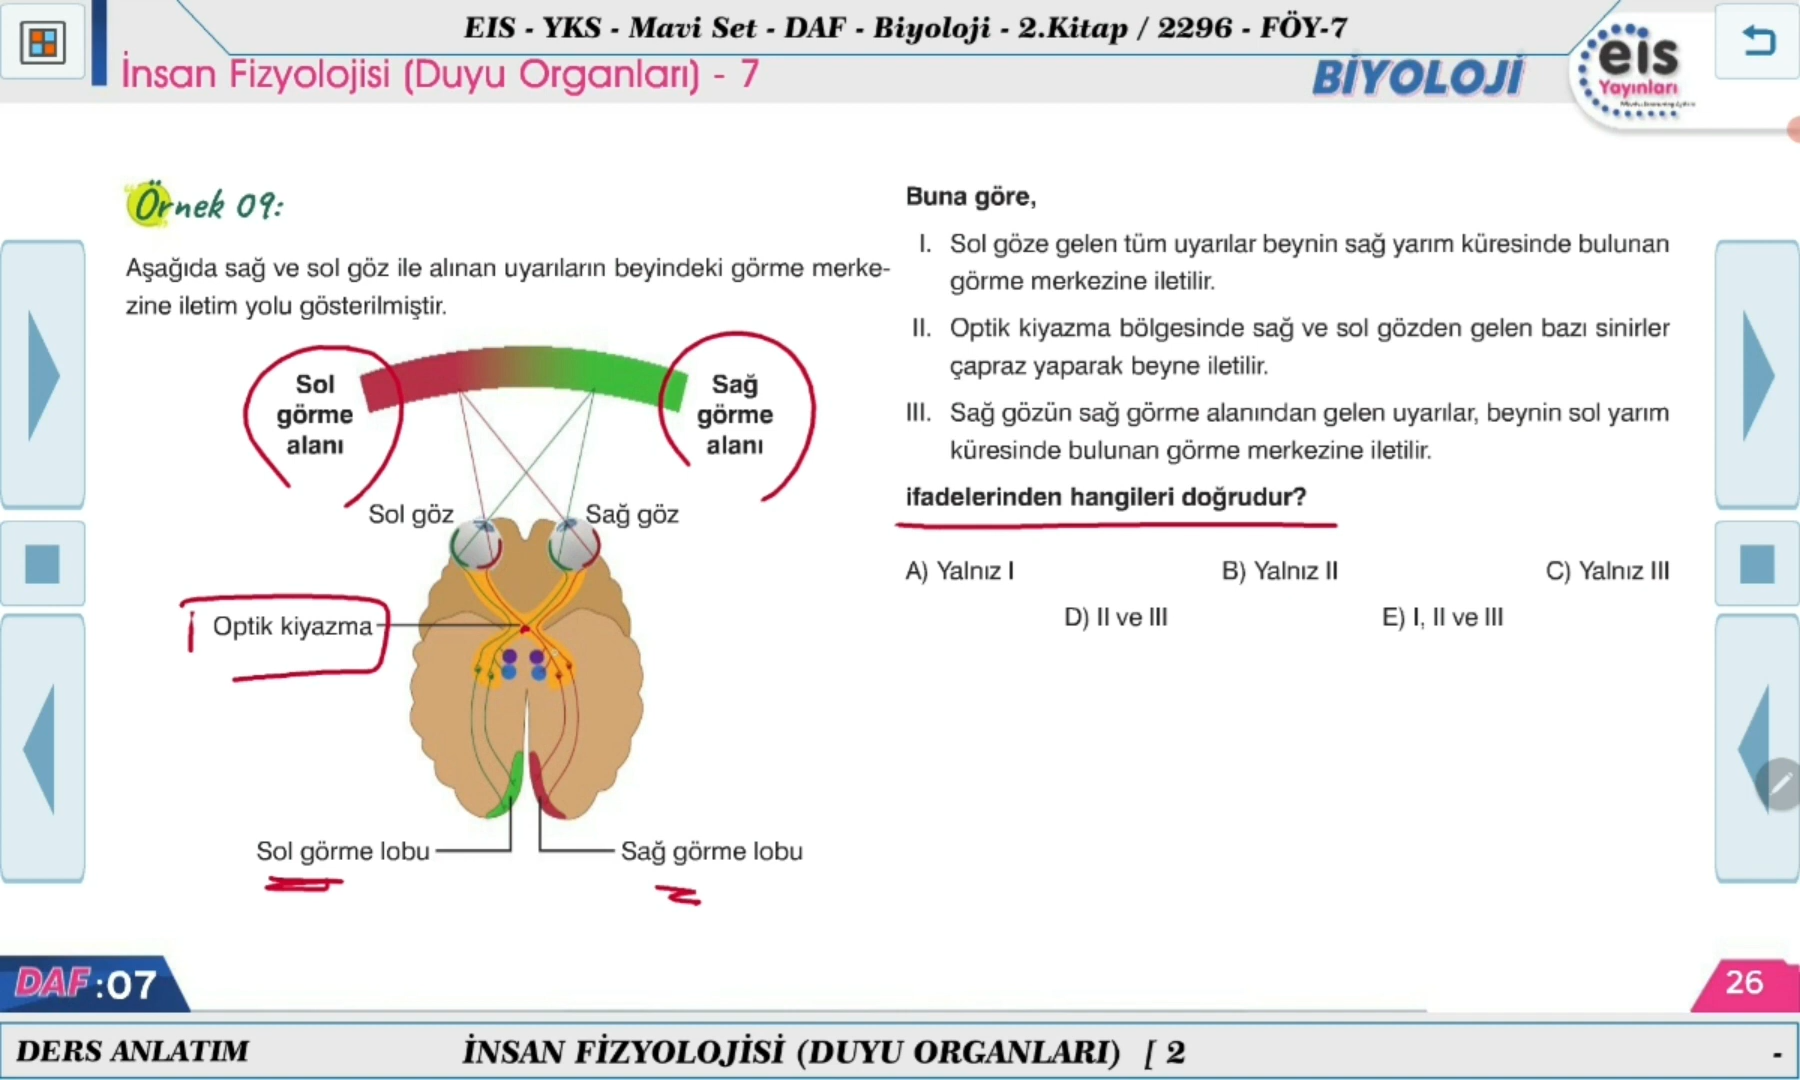 EIS - YKS - Mavi Set - DAF - Biyoloji - 2.Kitap / 2296 - FÖY-7
İnsan Fizyolojisi (Duyu Organları) - 7
BİYOLOJİ
eis
Yayınları
Örnek 09:
Aşağıda sağ ve sol göz ile alınan uyarıların beyindeki görme merke-
zine iletim yolu gösterilmiştir.
Sol
görme
alanı
Sağ
görme
alanı
Sol göz
Sağ göz
Optik kiyazma
Sol görme lobu
Sağ görme lobu
Buna göre,
I. Sol göze gelen tüm uyarılar beynin sağ yarım küresinde bulunan
görme merkezine iletilir.
II. Optik kiyazma bölgesinde sağ ve sol gözden gelen bazı sinirler
çapraz yaparak beyne iletilir.
III. Sağ gözün sağ görme alanından gelen uyarılar, beynin sol yarım
küresinde bulunan görme merkezine iletilir.
ifadelerinden hangileri doğrudur?
A) Yalnız I
B) Yalnız II
C) Yalnız III
D) II ve III
E) I, II ve III
DAF:07
26
DERS ANLATIM
İNSAN FİZYOLOJİSİ (DUYU ORGANLARI) [ 2
-